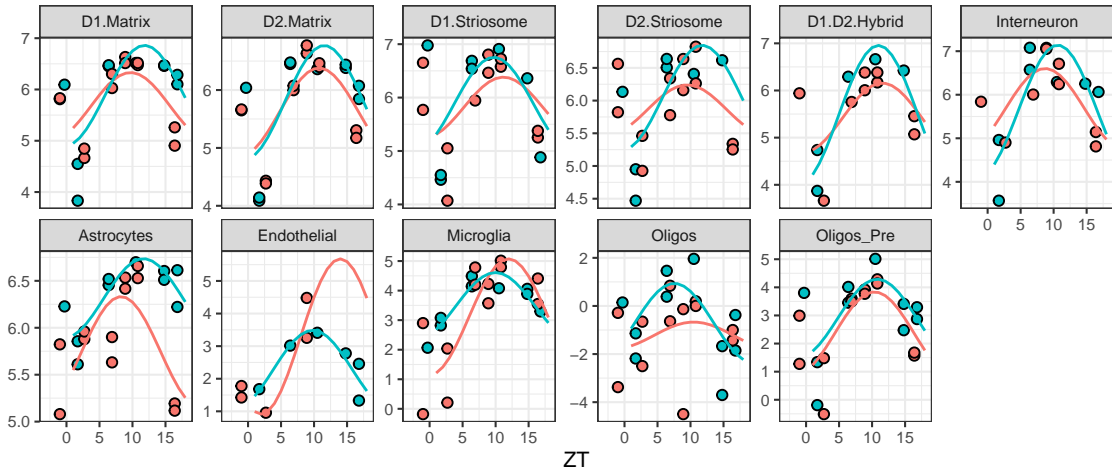 D1.Matrix D2.Matrix D1.Striosome D2.Striosome D1.D2.Hybrid Interneuron
7 6 5 4
6 5 4
7 6 5 4
6.5 6.0 5.5 5.0 4.5
7 6 5 4
7 6 5 4
Astrocytes Endothelial Microglia Oligos Oligos_Pre
0 5 10 15
6.5 6.0 5.5 5.0
5 4 3 2 1
5 4 3 2 1 0
2 0 −2 −4
5 4 3 2 1 0
0 5 10 15 0 5 10 15 0 5 10 15 0 5 10 15 0 5 10 15
ZT